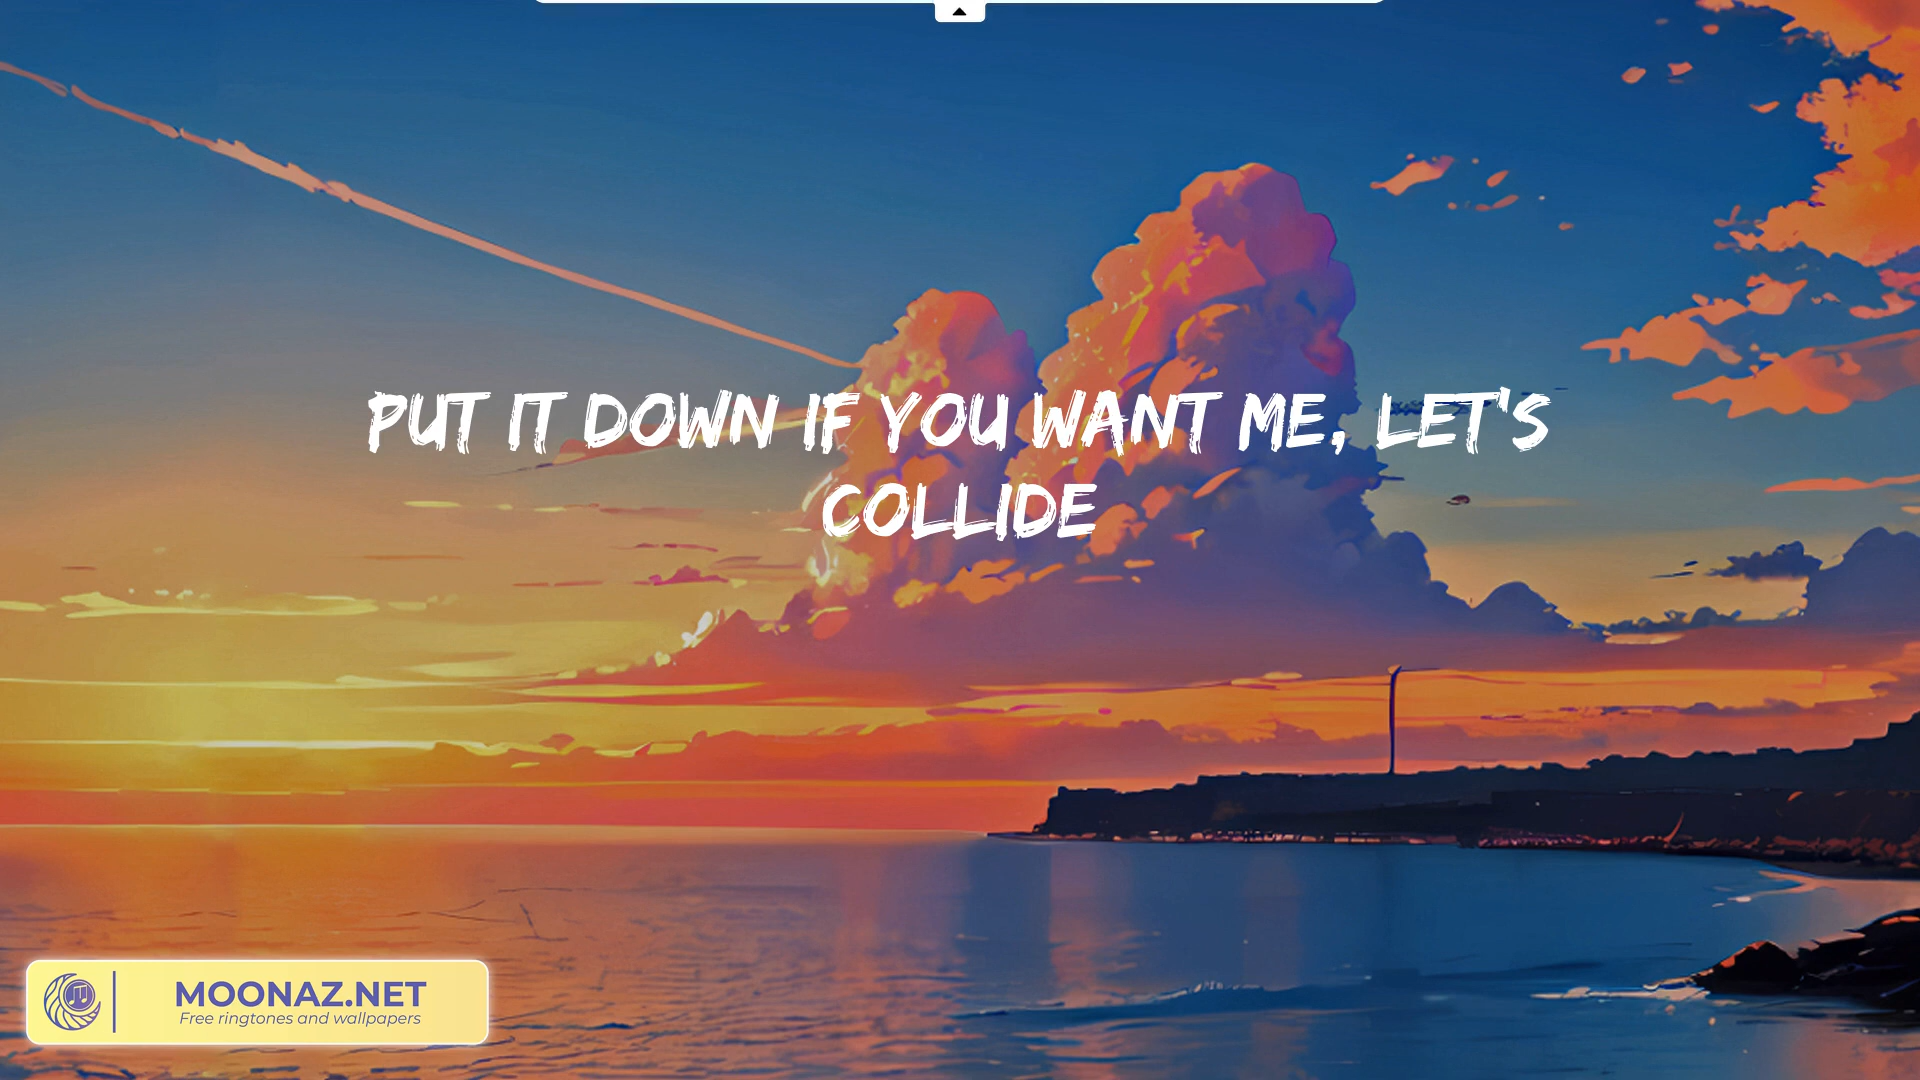 PUT IT DOWN IF YOU WANT ME, LET'S
COLLIDE
MOONAZ.NET
Free ringtones and wallpapers